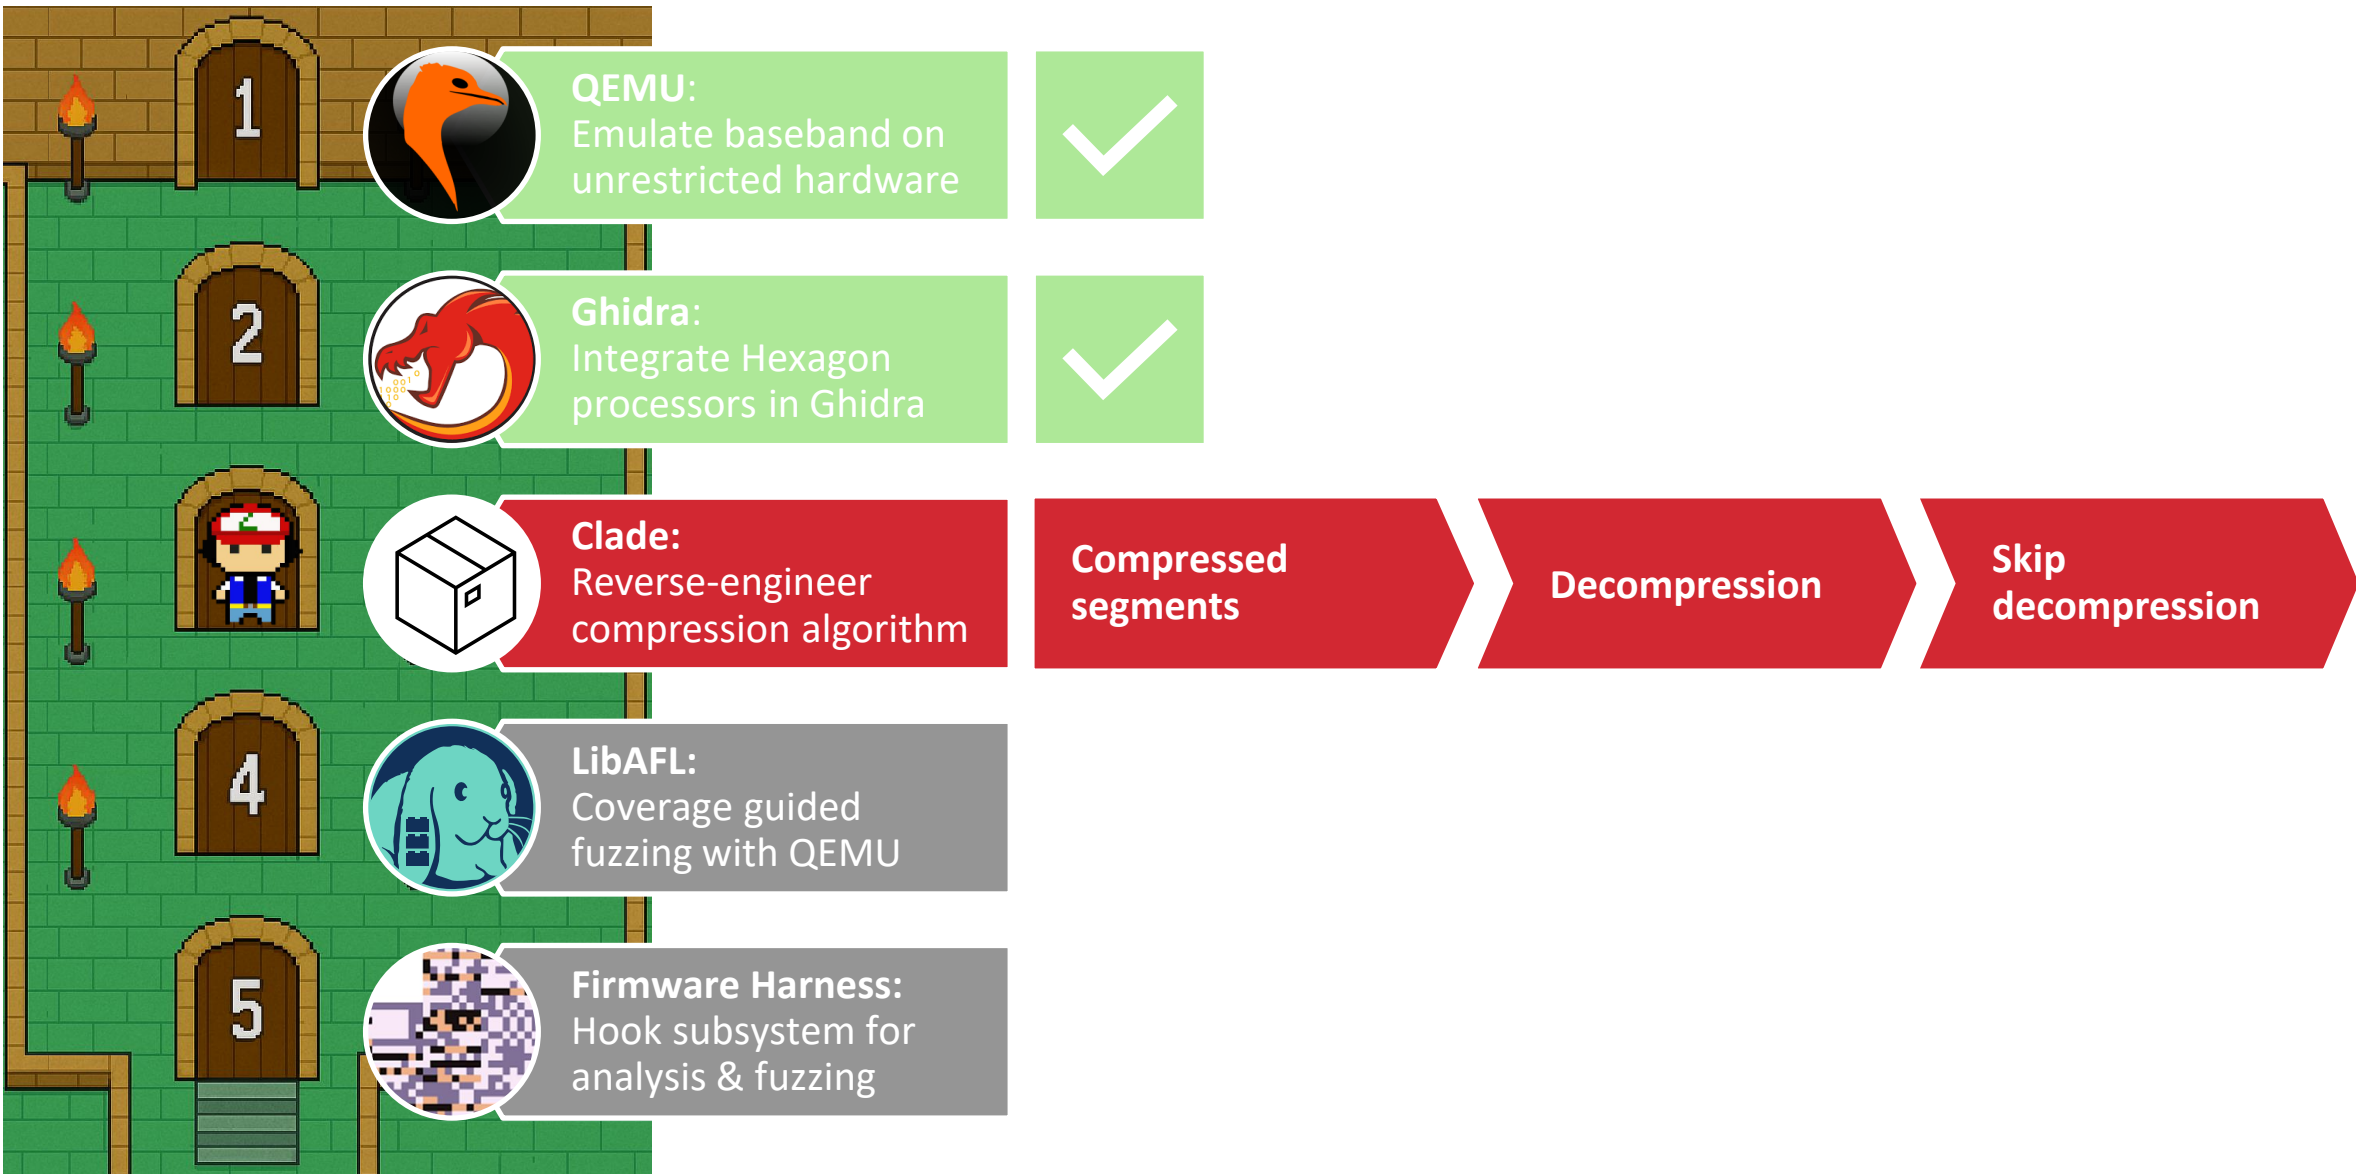 1
QEMU:
Emulate baseband on
unrestricted hardware
2
Ghidra:
Integrate Hexagon
processors in Ghidra
Clade:
Reverse-engineer
compression algorithm
Compressed
segments
Decompression
Skip
decompression
4
LibAFL:
Coverage guided
fuzzing with QEMU
5
Firmware Harness:
Hook subsystem for
analysis & fuzzing